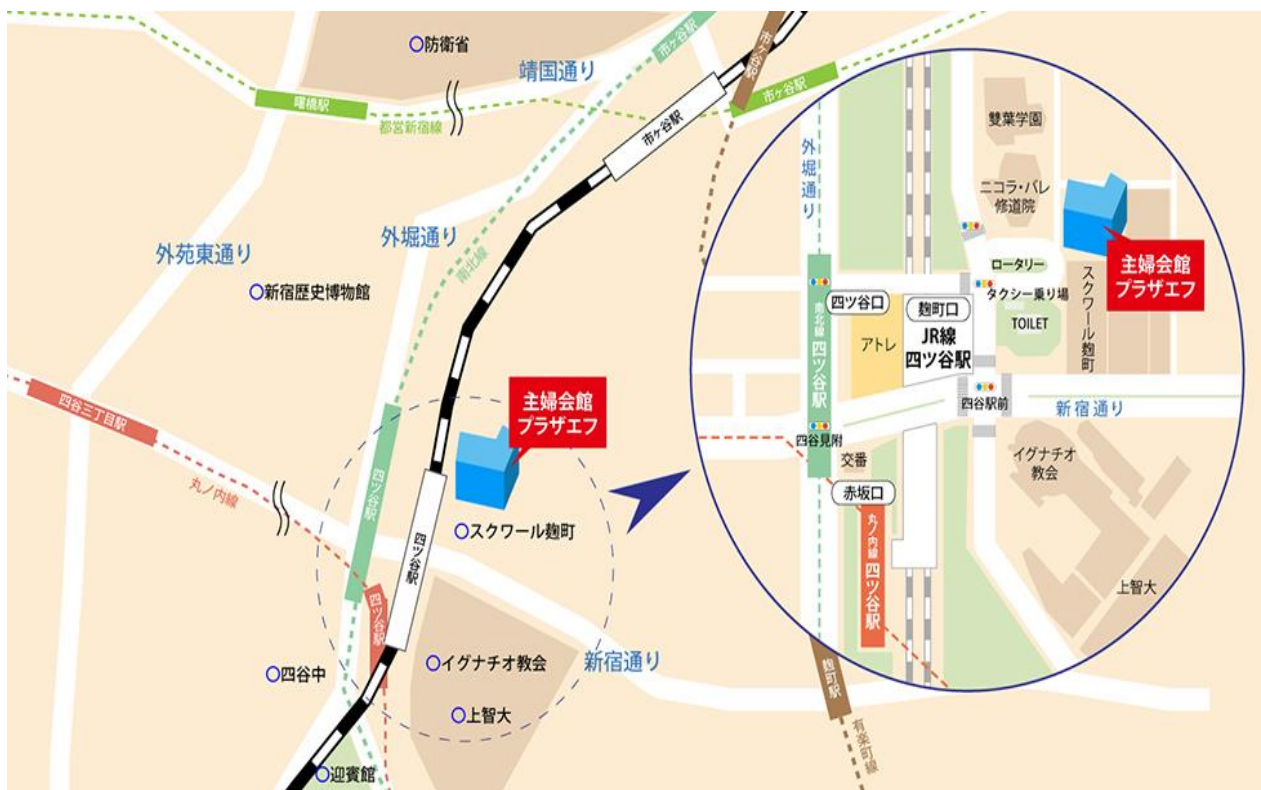 防衛省
靖国通り
市ヶ谷駅
市ヶ谷駅
曙橋駅
都営新宿線
市ヶ谷駅
市ヶ谷駅
外苑東通り
外堀通り
南北線
新宿歴史博物館
四谷三丁目駅
丸ノ内線
主婦会館
プラザエフ
四ツ谷駅
四ツ谷駅
スクワール麹町
四ツ谷駅
イグナチオ教会
新宿通り
四谷中
上智大
迎賓館
麹町駅
有楽町線
外堀通り
雙葉学園
ニコラ・バレ
修道院
主婦会館
プラザエフ
ロータリー
タクシー乗り場
TOILET
スクワール麹町
四ツ谷口
麹町口
JR線
四ツ谷駅
アトレ
南北線 四ツ谷駅
四谷駅前
新宿通り
四谷見附
交番
赤坂口
丸ノ内線 四ツ谷駅
イグナチオ
教会
上智大